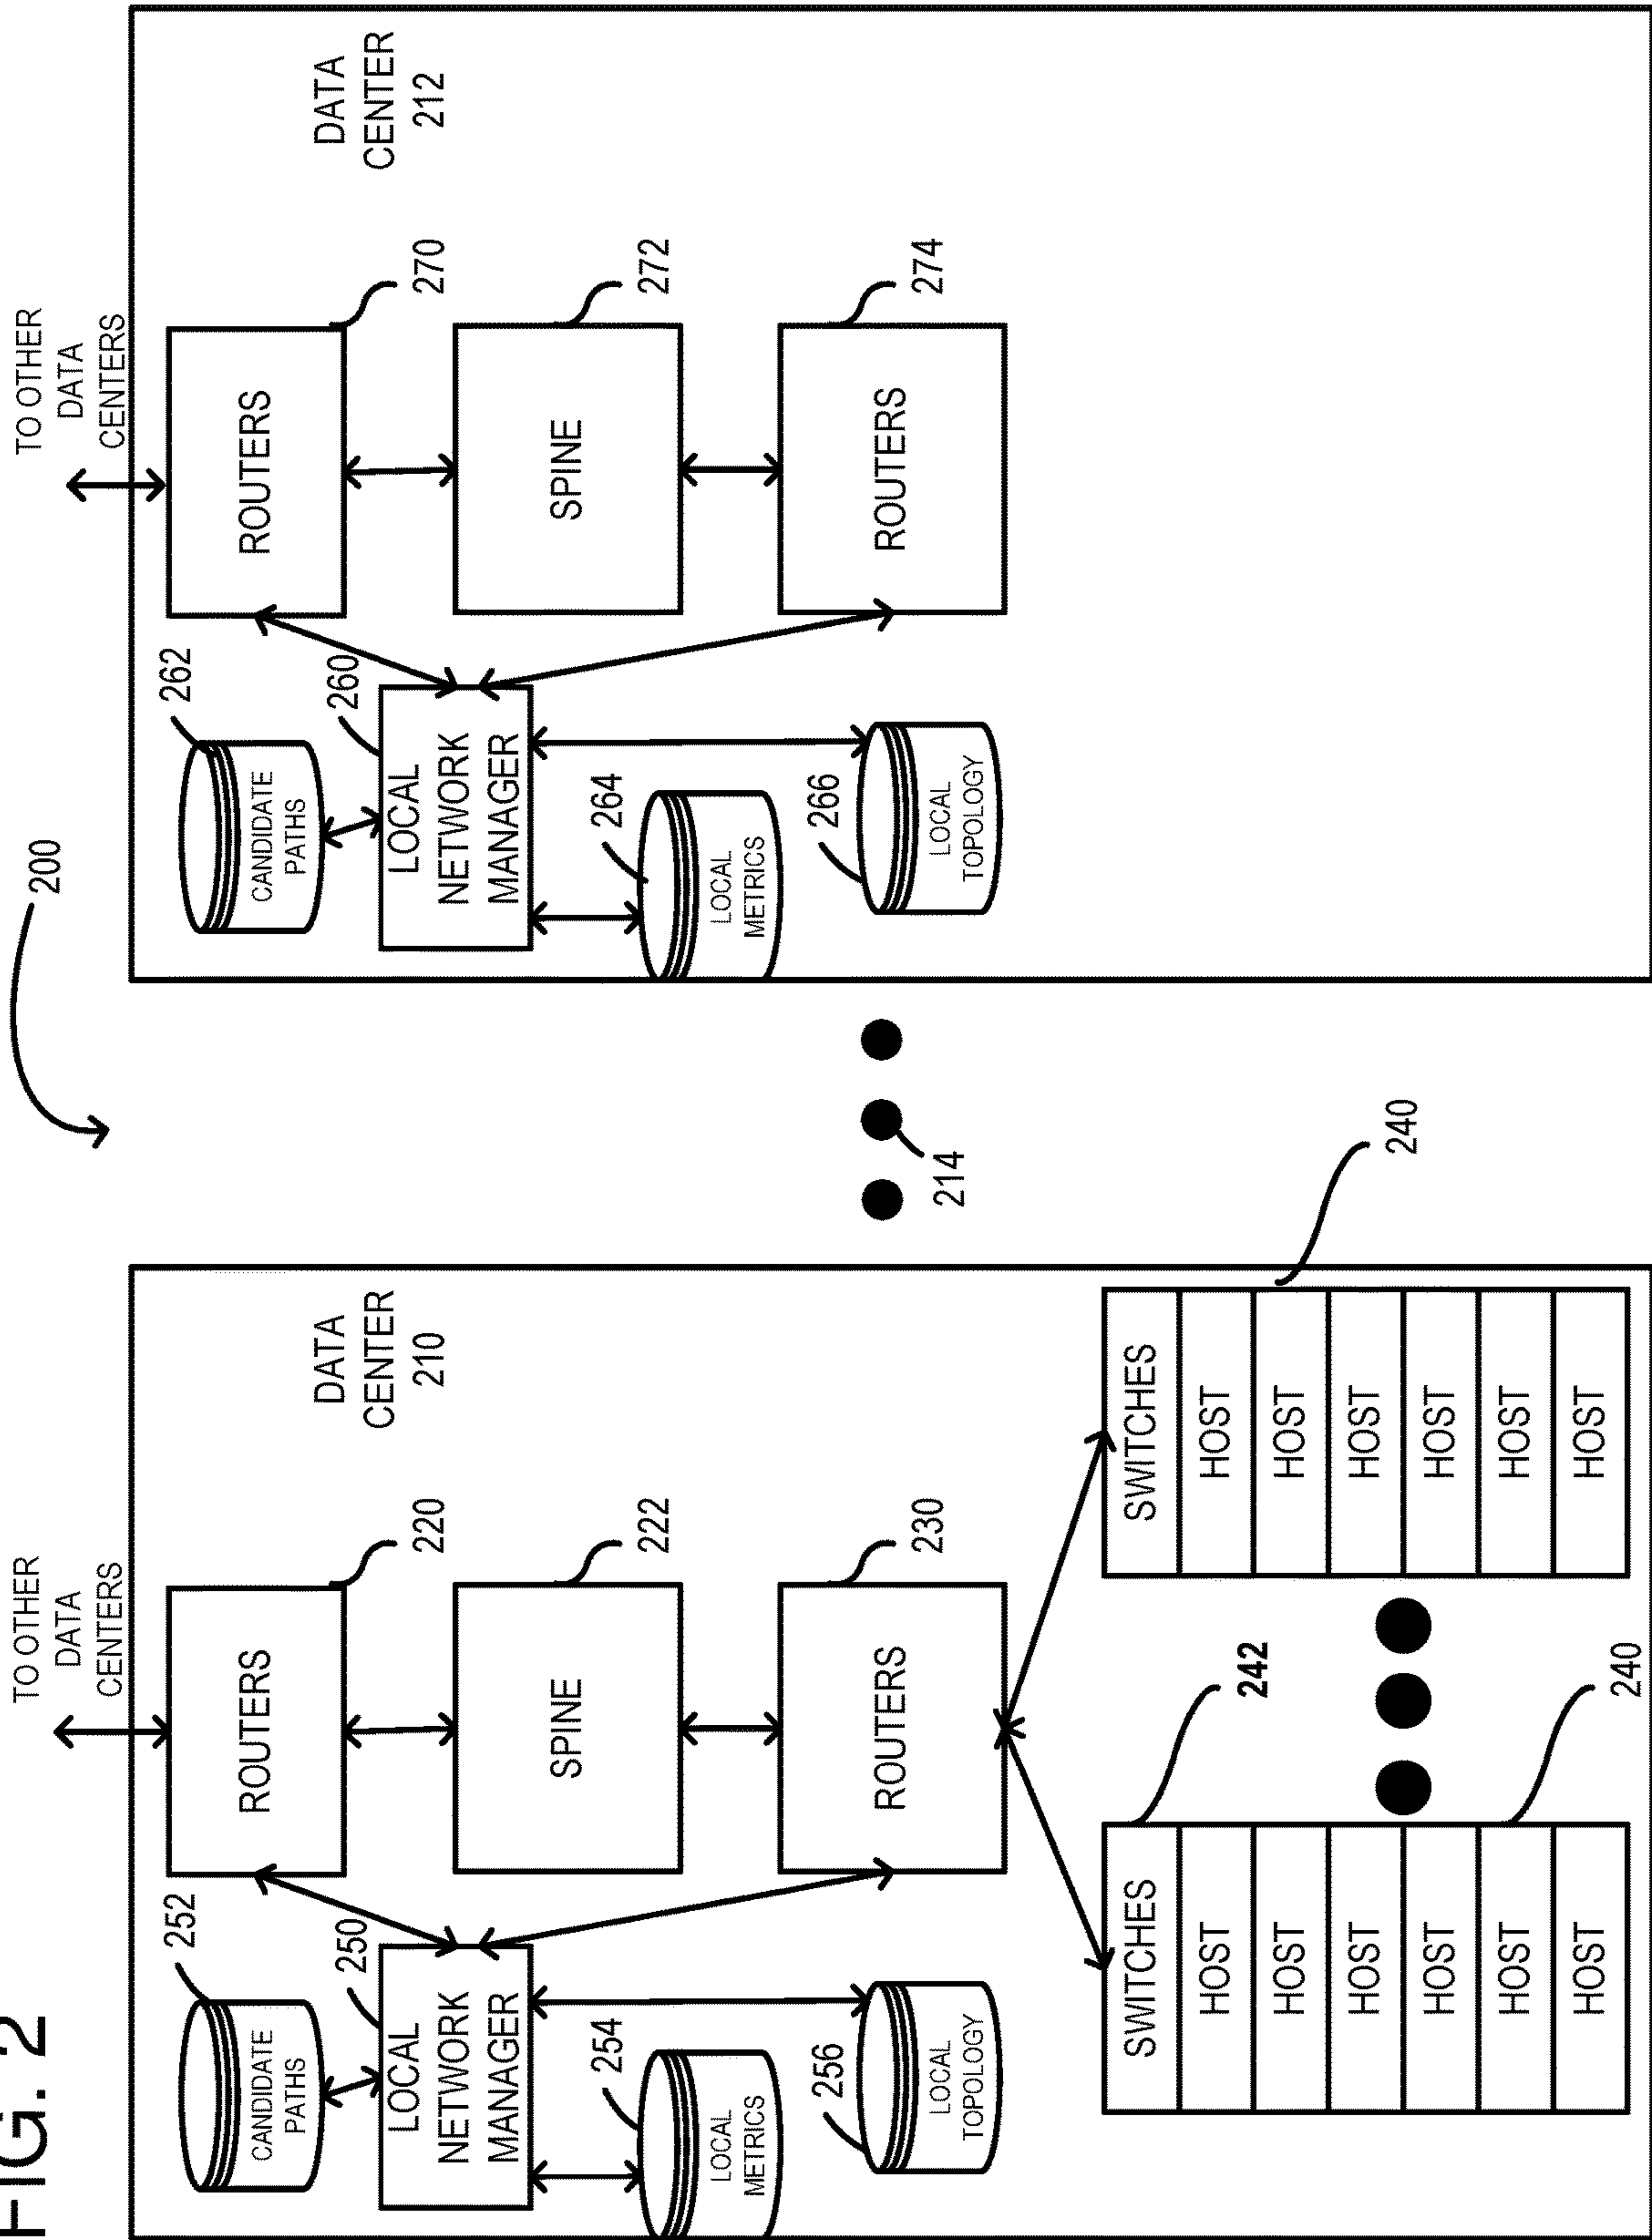 FIG. 2
200
TO OTHER
DATA
CENTERS
DATA
CENTER
210
252
CANDIDATE
PATHS
250
LOCAL
NETWORK
MANAGER
254
LOCAL
METRICS
256
LOCAL
TOPOLOGY
ROUTERS
220
SPINE
222
ROUTERS
230
SWITCHES
HOST
HOST
HOST
HOST
HOST
HOST
242
240
SWITCHES
HOST
HOST
HOST
HOST
HOST
HOST
240
214
TO OTHER
DATA
CENTERS
DATA
CENTER
212
262
CANDIDATE
PATHS
260
LOCAL
NETWORK
MANAGER
264
LOCAL
METRICS
266
LOCAL
TOPOLOGY
ROUTERS
270
SPINE
272
ROUTERS
274